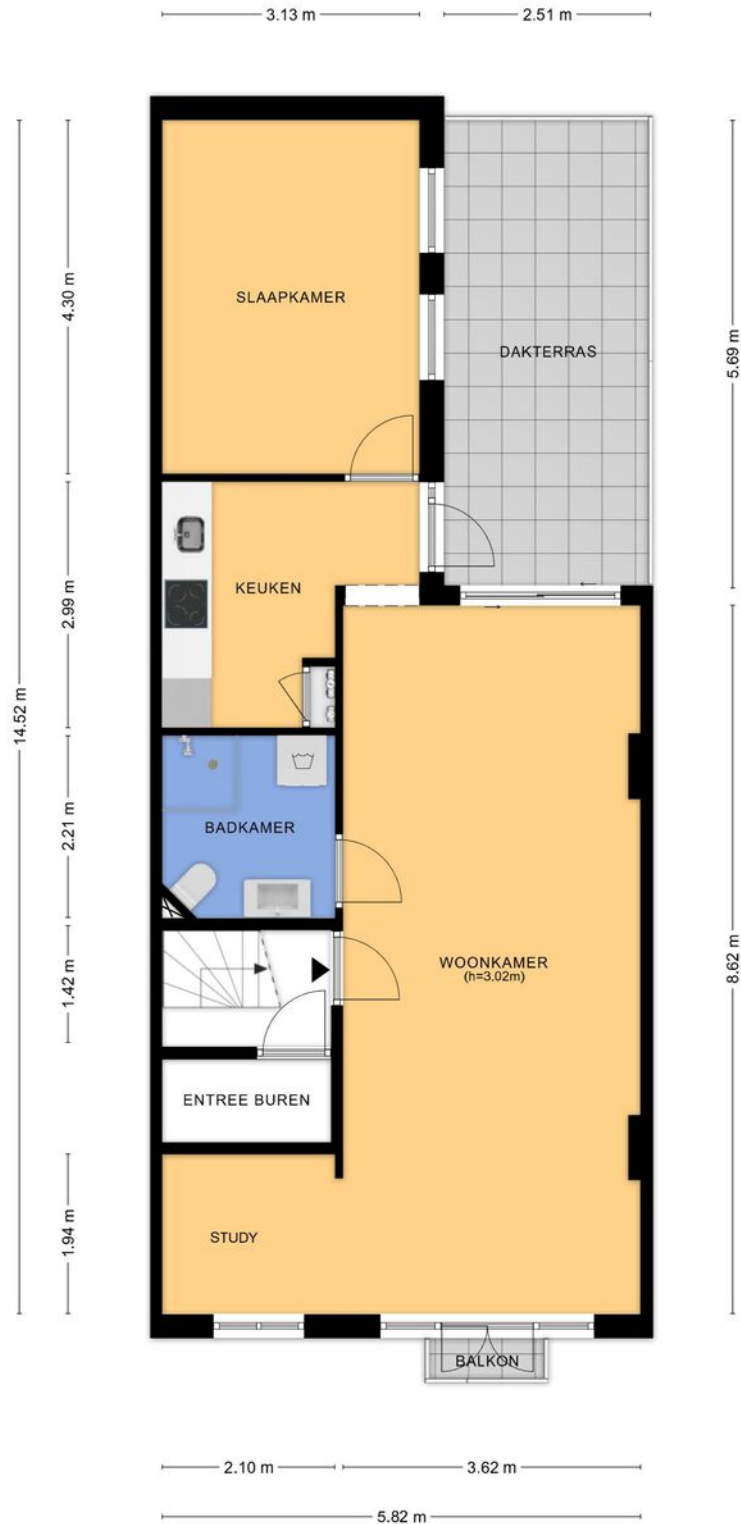 3.13 m
2.51 m
SLAAPKAMER
4.30 m
DAKTERRAS
5.69 m
KEUKEN
2.99 m
14.52 m
2.21 m
BADKAMER
WOONKAMER
(h=3.02m)
8.62 m
1.42 m
ENTREE BUREN
1.94 m
STUDY
BALKON
2.10 m
3.62 m
5.82 m